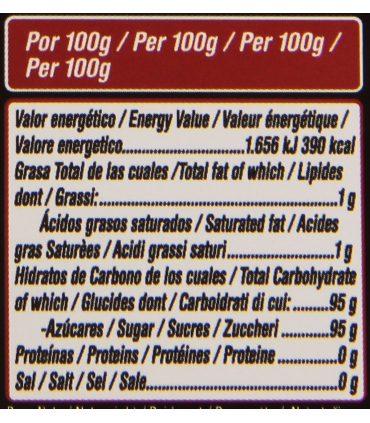 Por 100g / Per 100g / Per 100g /
Per 100g
Valor energético / Energy Value / Valeur énergétique /
Valore energetico..................1.656 kJ 390 kcal
Grasa Total de las cuales /Total fat of which / Lipides
dont / Grassi:..........................................1 g
Ácidos grasos saturados / Saturated fat / Acides
gras Saturèes / Acidi grassi saturi....................1 g
Hidratos de Carbono de los cuales / Total Carbohydrate
of which / Glucides dont / Carboidrati di cui: .......95 g
-Azúcares / Sugar / Sucres / Zuccheri ..........95 g
Proteínas / Proteins / Protéines / Proteine ............0 g
Sal / Salt / Sel / Sale......................................0 g